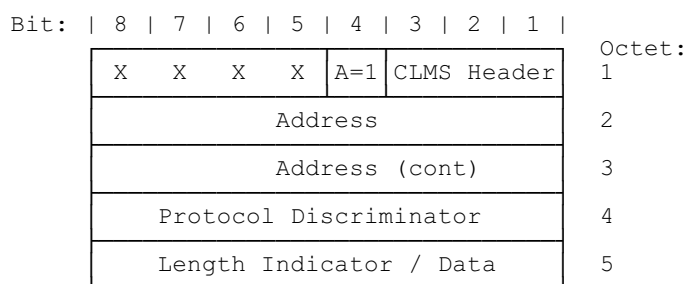 Bit: | 8 | 7 | 6 | 5 | 4 | 3 | 2 | 1 |
Octet:
X X X X A=1 CLMS Header 1
Address 2
Address (cont) 3
Protocol Discriminator 4
Length Indicator / Data 5